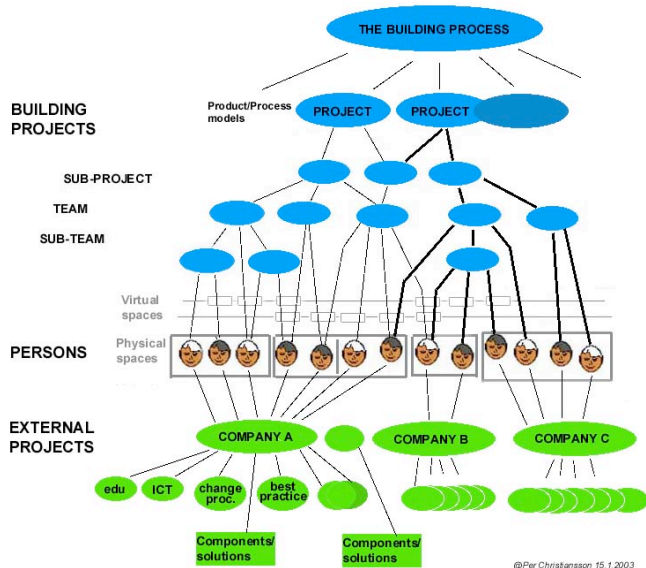 THE BUILDING PROCESS
BUILDING
PROJECTS
Product/Process
models
PROJECT
PROJECT
SUB-PROJECT
TEAM
SUB-TEAM
Virtual
spaces
PERSONS
Physical
spaces
EXTERNAL
PROJECTS
COMPANY A
COMPANY B
COMPANY C
edu
ICT
change
proc.
best
practice
Components/
solutions
Components/
solutions
@Per Christiansson 15.1.2003